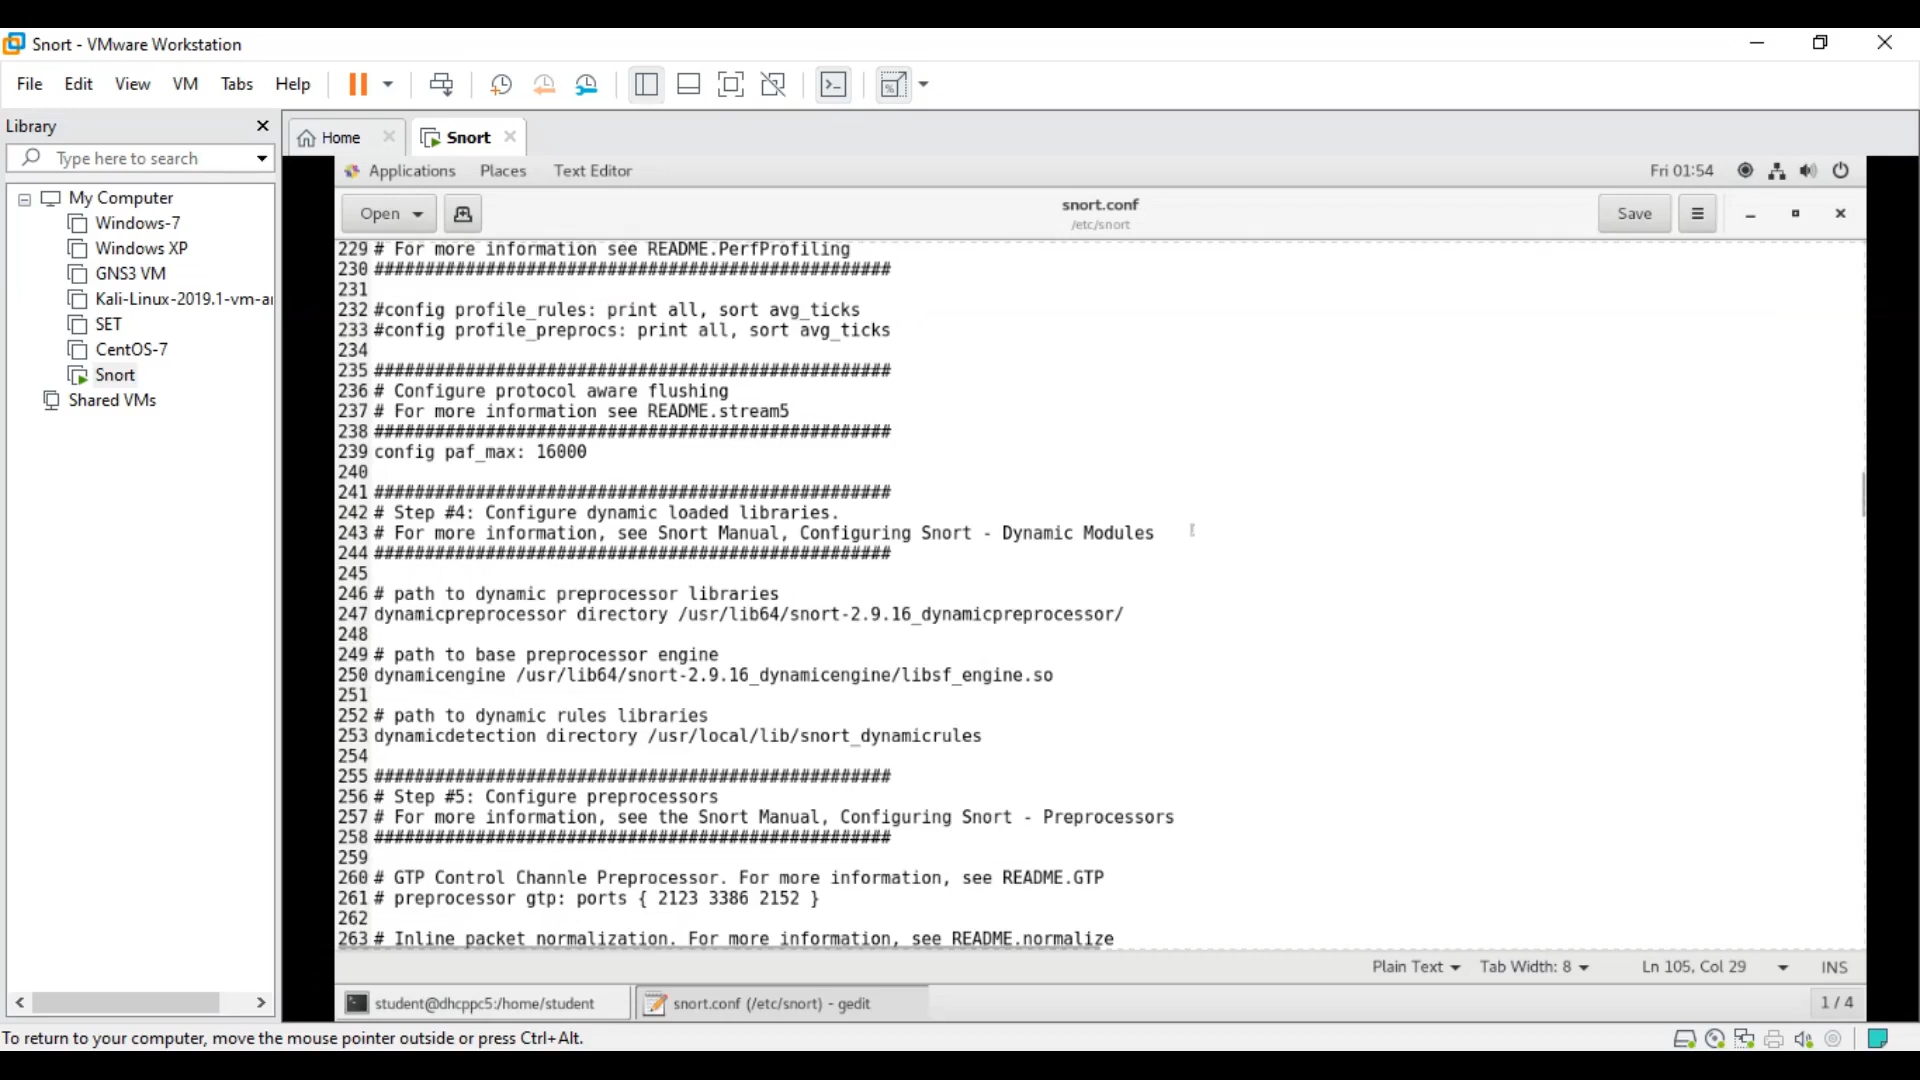 Snort - VMware Workstation
File Edit View VM Tabs Help
Library
Home
Snort
Type here to search
My Computer
Windows-7
Windows XP
GNS3 VM
Kali-Linux-2019.1-vm-ar
SET
CentOS-7
Snort
Shared VMs
Applications Places Text Editor
Fri 01:54
Open
snort.conf
/etc/snort
Save
229 # For more information see README.PerfProfiling
230 ###################################################
231
232 #config profile_rules: print all, sort avg_ticks
233 #config profile_preprocs: print all, sort avg_ticks
234
235 ###################################################
236 # Configure protocol aware flushing
237 # For more information see README.stream5
238 ###################################################
239 config paf_max: 16000
240
241 ###################################################
242 # Step #4: Configure dynamic loaded libraries.
243 # For more information, see Snort Manual, Configuring Snort - Dynamic Modules
244 ###################################################
245
246 # path to dynamic preprocessor libraries
247 dynamicpreprocessor directory /usr/lib64/snort-2.9.16_dynamicpreprocessor/
248
249 # path to base preprocessor engine
250 dynamicengine /usr/lib64/snort-2.9.16_dynamicengine/libsf_engine.so
251
252 # path to dynamic rules libraries
253 dynamicdetection directory /usr/local/lib/snort_dynamicrules
254
255 ###################################################
256 # Step #5: Configure preprocessors
257 # For more information, see the Snort Manual, Configuring Snort - Preprocessors
258 ###################################################
259
260 # GTP Control Channle Preprocessor. For more information, see README.GTP
261 # preprocessor gtp: ports { 2123 3386 2152 }
262
263 # Inline packet normalization. For more information, see README.normalize
Plain Text Tab Width: 8 Ln 105, Col 29 INS
student@dhcppc5:/home/student
snort.conf (/etc/snort) - gedit
1 / 4
To return to your computer, move the mouse pointer outside or press Ctrl+Alt.